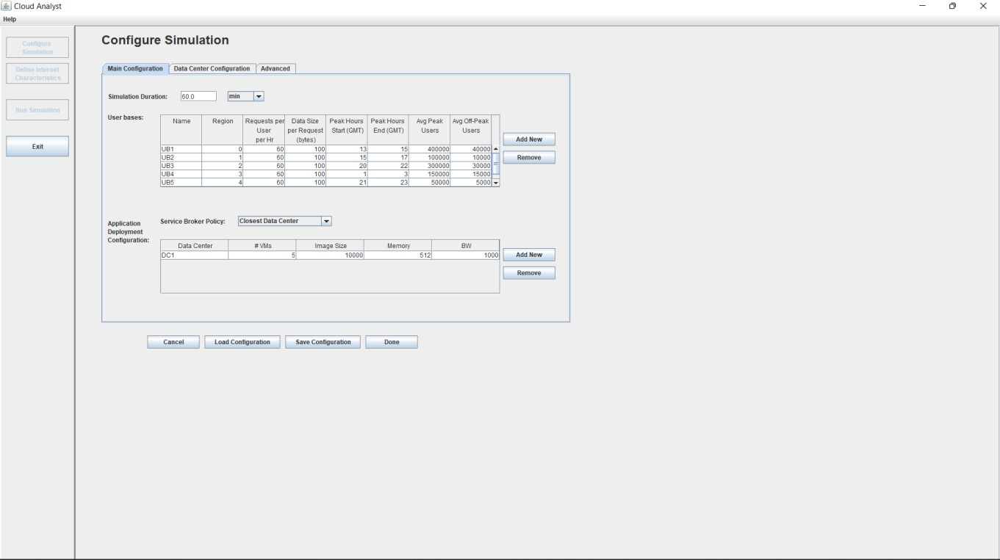 Cloud Analyst
Help
Configure
Simulation
Define Internet
Characteristics
Run Simulation
Exit
Configure Simulation
Main Configuration Data Center Configuration Advanced
Simulation Duration: 60.0 min
User bases:
Name Region Requests per User per Hr Data Size per Request (bytes) Peak Hours Start (GMT) Peak Hours End (GMT) Avg Peak Users Avg Off-Peak Users
UB1 0 60 100 13 15 400000 40000
UB2 1 60 100 15 17 100000 10000
UB3 2 60 100 20 22 300000 30000
UB4 3 60 100 1 3 150000 15000
UB5 4 60 100 21 23 50000 5000
Add New
Remove
Application
Deployment
Configuration:
Service Broker Policy: Closest Data Center
Data Center # VMs Image Size Memory BW
DC1 5 10000 512 1000
Add New
Remove
Cancel Load Configuration Save Configuration Done